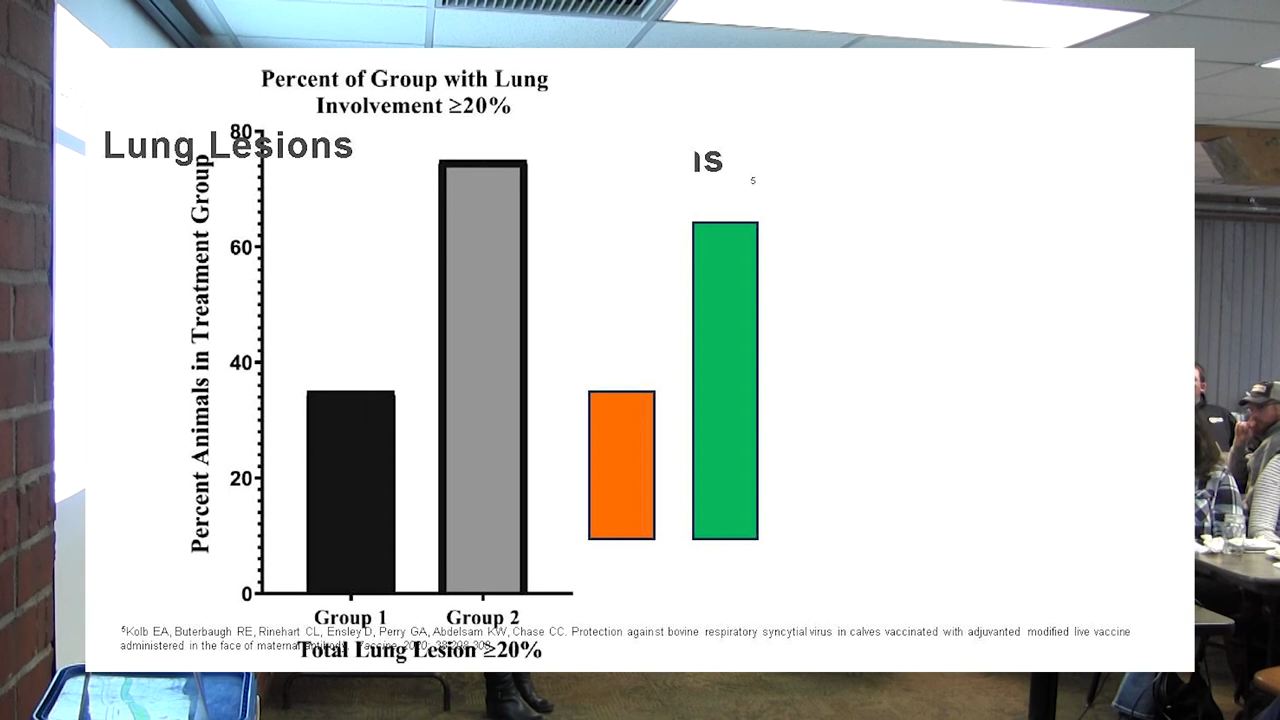 Percent of Group with Lung
Involvement ≥20%
Lung Lesions
ns
5
Percent Animals in Treatment Group
80
60
40
20
0
Group 1
Group 2
Total Lung Lesion ≥20%
5Kolb EA, Buterbaugh RE, Rinehart CL, Ensley D, Perry GA, Abdelsam KW, Chase CC. Protection against bovine respiratory syncytial virus in calves vaccinated with adjuvanted modified live vaccine
administered in the face of maternal